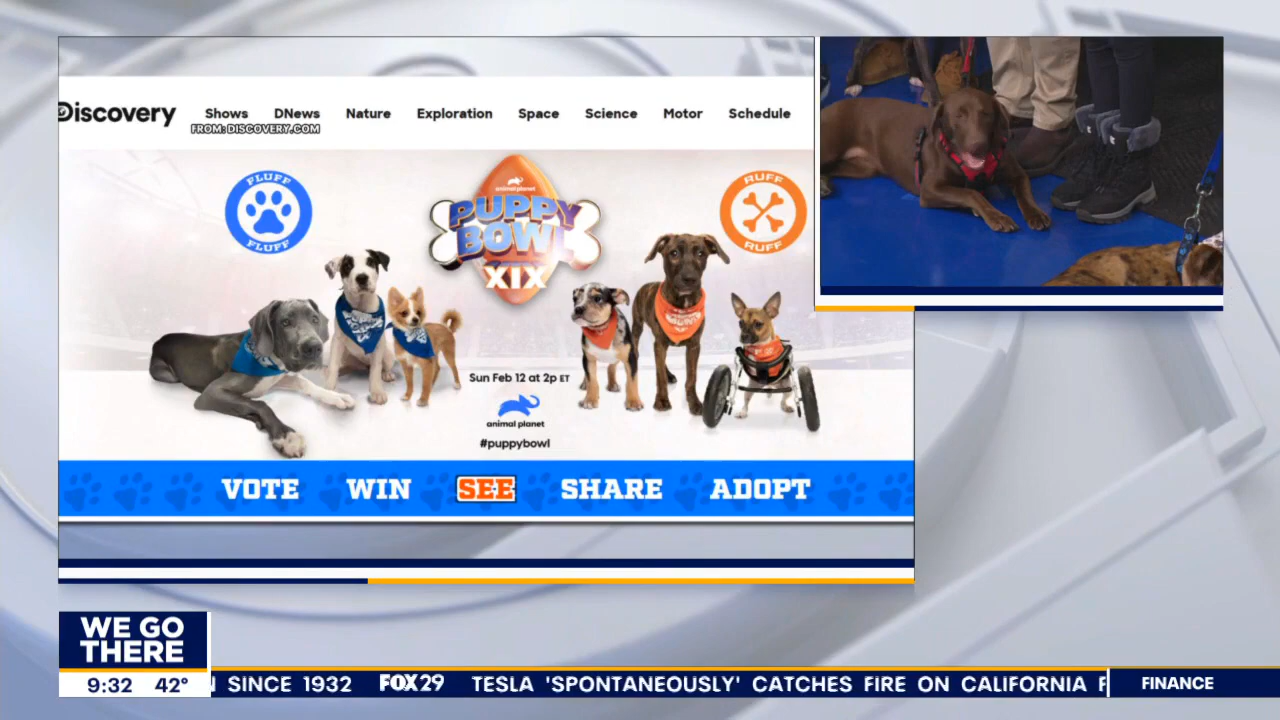 Discovery
Shows DNews Nature Exploration Space Science Motor Schedule
FROM: DISCOVERY.COM
FLUFF
FLUFF
animal planet
PUPPY
BOWL
XIX
RUFF
RUFF
Sun Feb 12 at 2p ET
animal planet
#puppybowl
VOTE WIN SEE SHARE ADOPT
WE GO
THERE
9:32 42°
SINCE 1932 FOX29 TESLA 'SPONTANEOUSLY' CATCHES FIRE ON CALIFORNIA
FINANCE